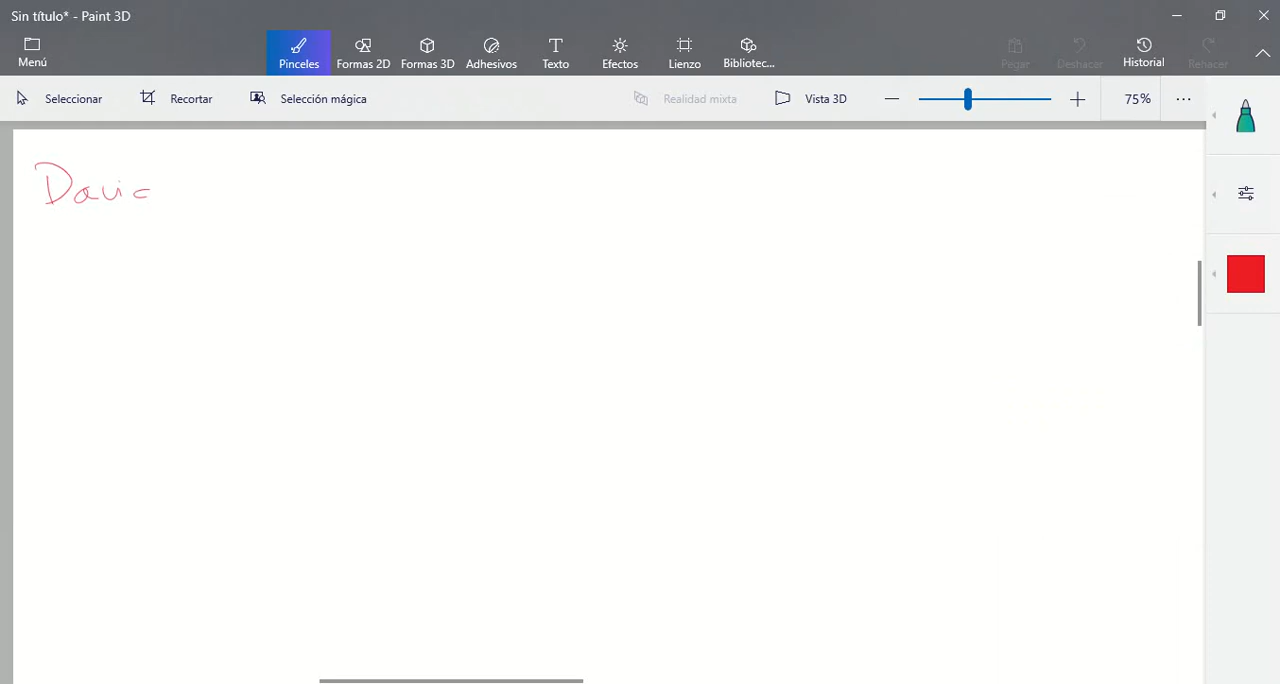 Sin título* - Paint 3D
Menú
Pinceles
Formas 2D
Formas 3D
Adhesivos
Texto
Efectos
Lienzo
Bibliotec...
Pegar
Deshacer
Historial
Rehacer
Seleccionar
Recortar
Selección mágica
Realidad mixta
Vista 3D
75%
Davic